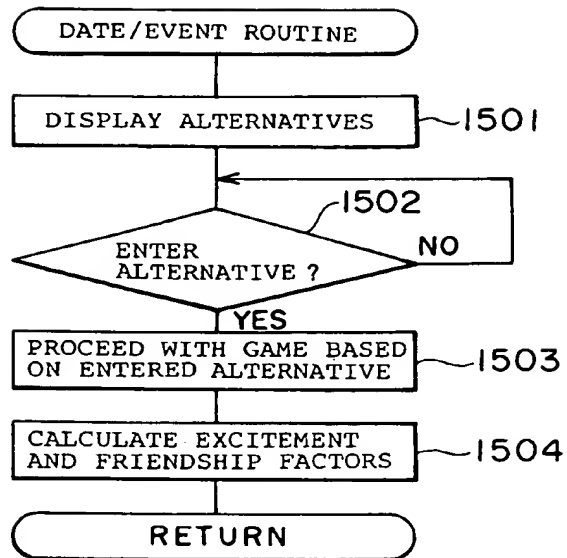 DATE/EVENT ROUTINE
DISPLAY ALTERNATIVES
1501
1502
ENTER
ALTERNATIVE ?
NO
YES
PROCEED WITH GAME BASED
ON ENTERED ALTERNATIVE
1503
CALCULATE EXCITEMENT
AND FRIENDSHIP FACTORS
1504
RETURN